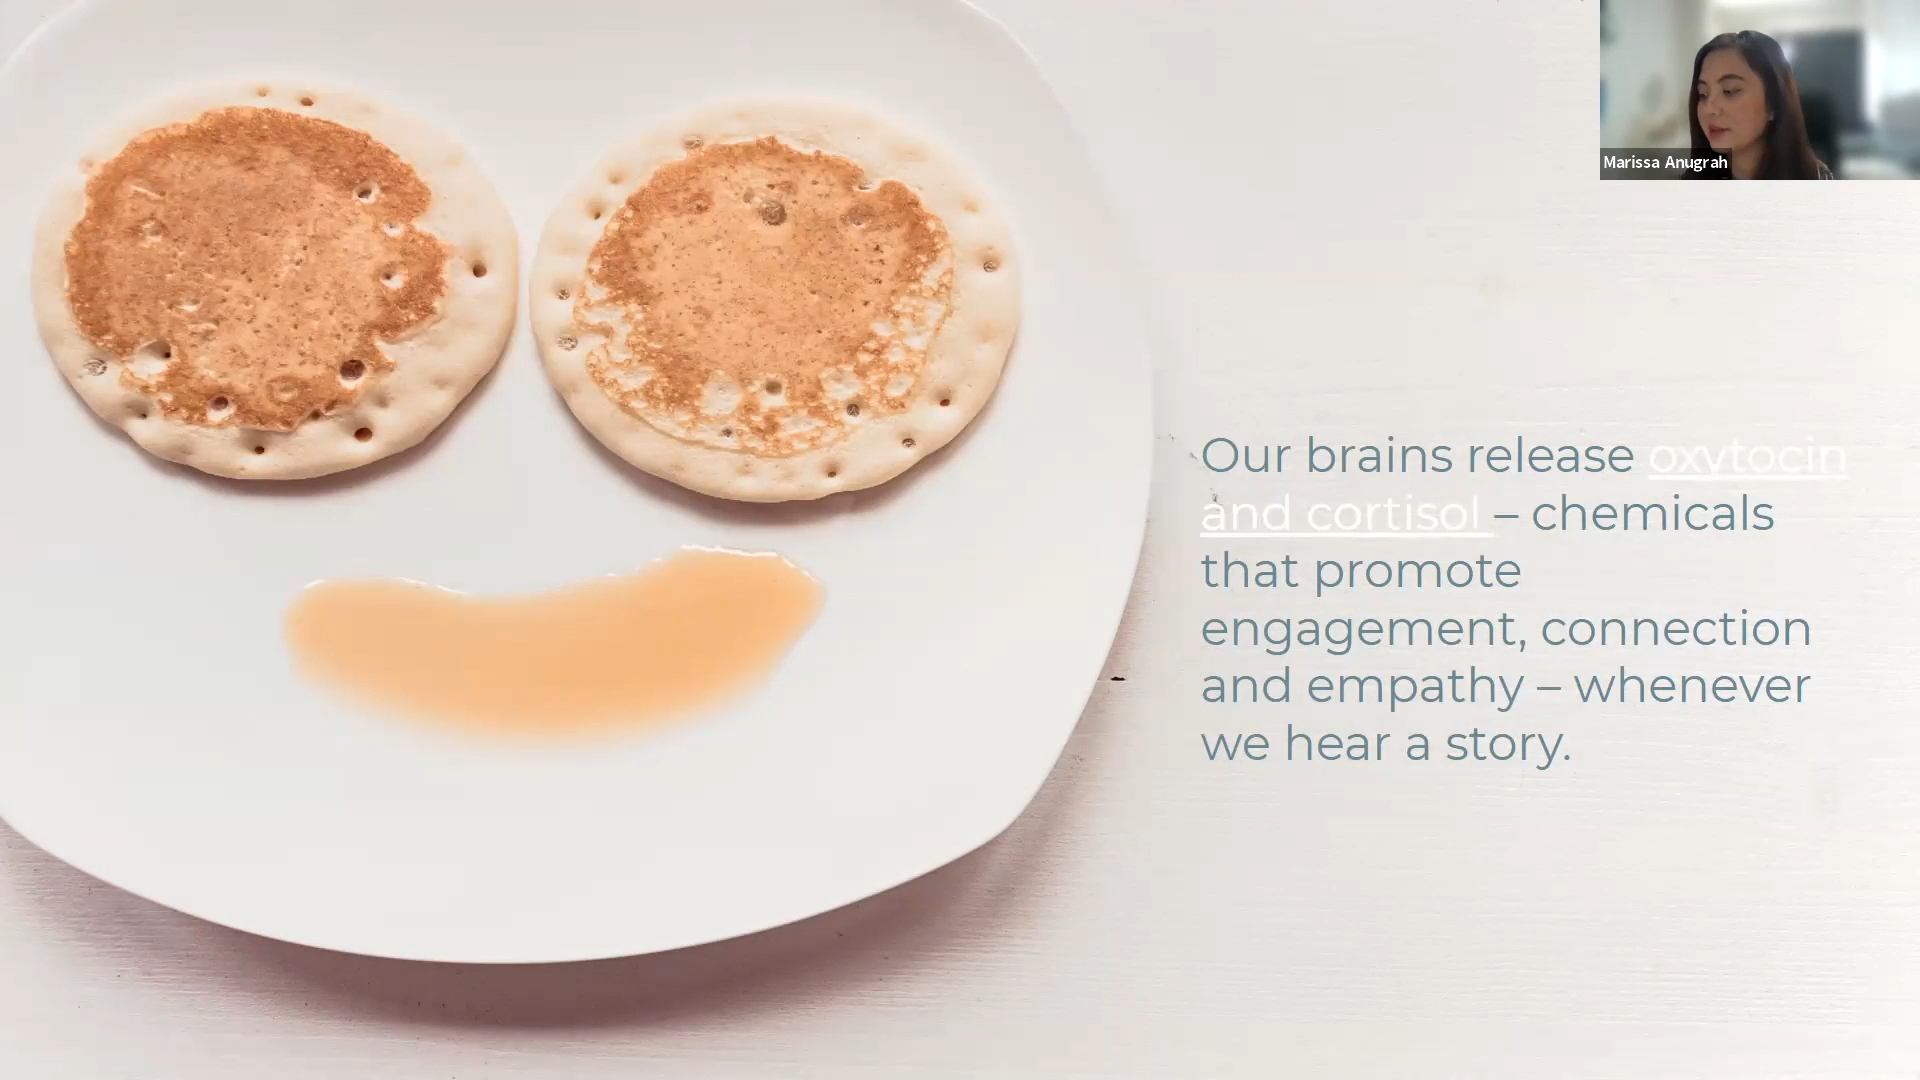 Marissa Anugrah
Our brains release oxytocin
and cortisol – chemicals
that promote
engagement, connection
and empathy – whenever
we hear a story.